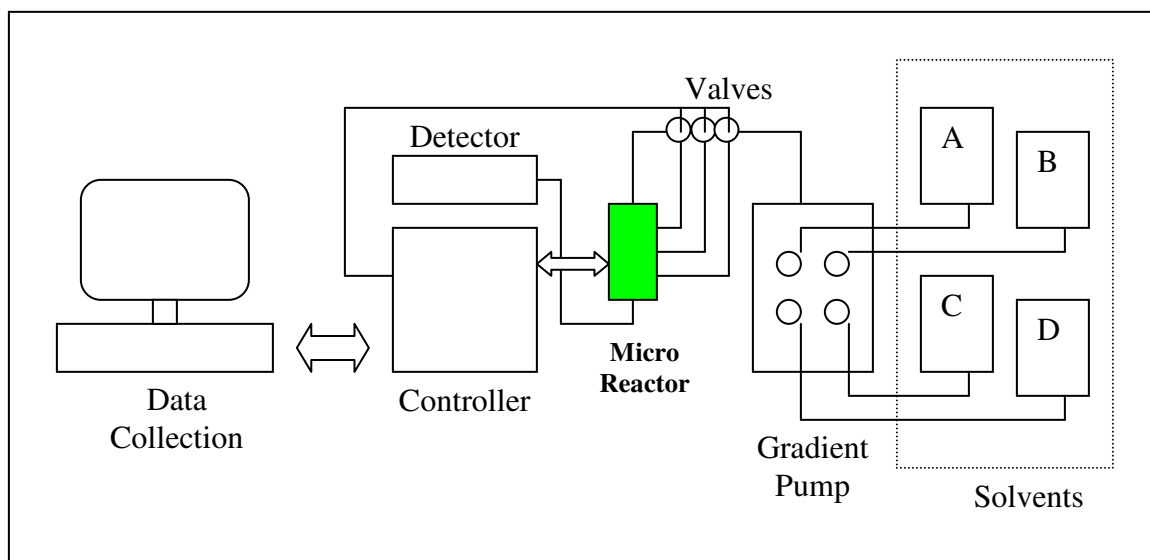 Valves
Detector
A
B
C
D
Micro
Reactor
Data
Collection
Controller
Gradient
Pump
Solvents